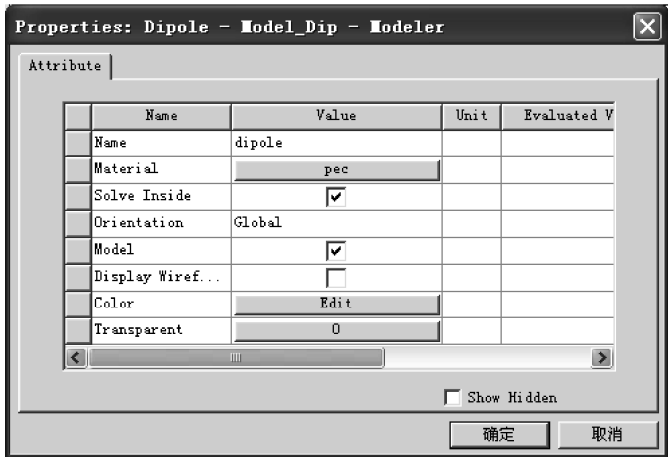 Properties: Dipole - Model_Dip - Modeler
Attribute
Name Value Unit Evaluated V
Name dipole
Material pec
Solve Inside
Orientation Global
Model
Display Wiref...
Color Edit
Transparent 0
Show Hidden
确定 取消